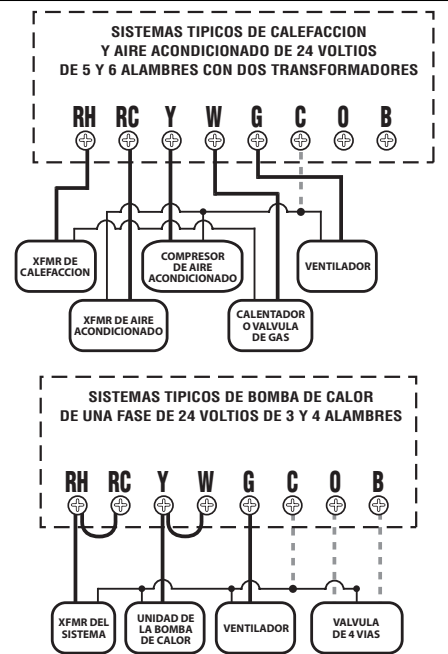 SISTEMAS TIPICOS DE CALEFACCION
Y AIRE ACONDICIONADO DE 24 VOLTIOS
DE 5 Y 6 ALAMBRES CON DOS TRANSFORMADORES
RH RC Y W G C O B
XFMR DE
CALEFACCION
COMPRESOR
DE AIRE
ACONDICIONADO
VENTILADOR
XFMR DE AIRE
ACONDICIONADO
CALENTADOR
O VALVULA
DE GAS
SISTEMAS TIPICOS DE BOMBA DE CALOR
DE UNA FASE DE 24 VOLTIOS DE 3 Y 4 ALAMBRES
RH RC Y W G C O B
XFMR DEL
SISTEMA
UNIDAD DE
LA BOMBA
DE CALOR
VENTILADOR
VALVULA
DE 4 VIAS